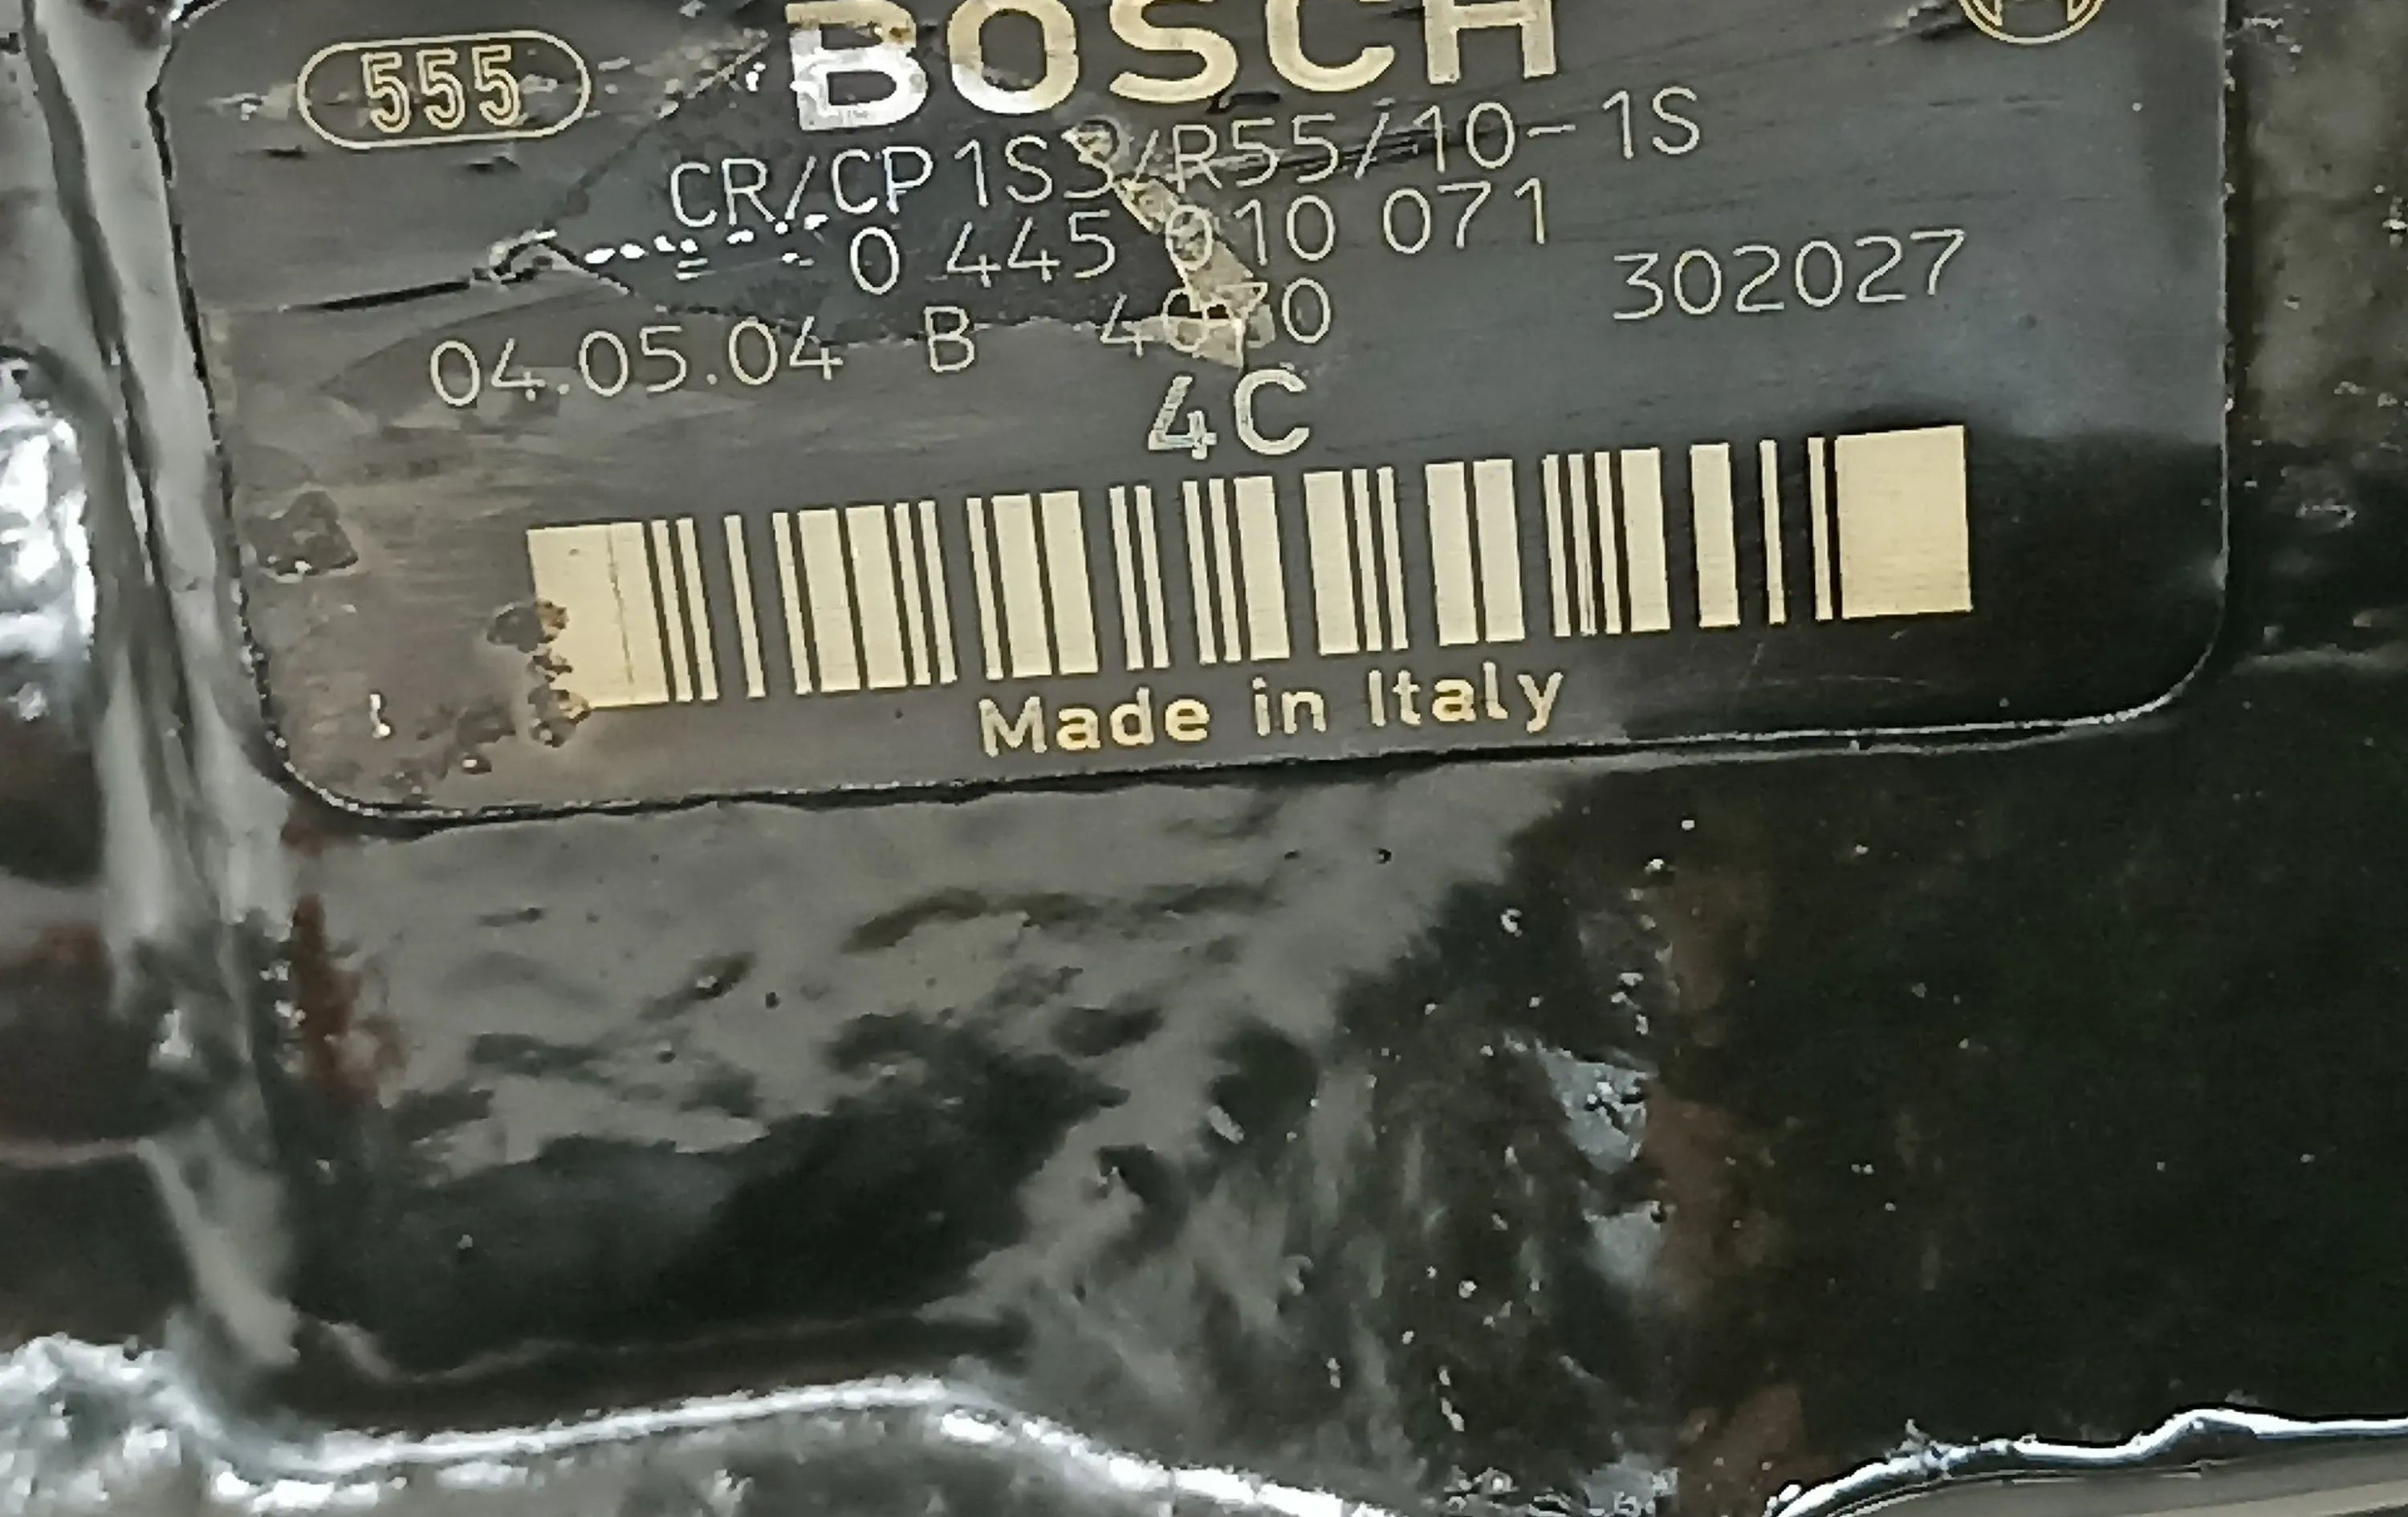 555 BOSCH
CR/CP1S3/R55/10-1S
0 445 010 071
302027
04.05.04 B
4C
Made in Italy